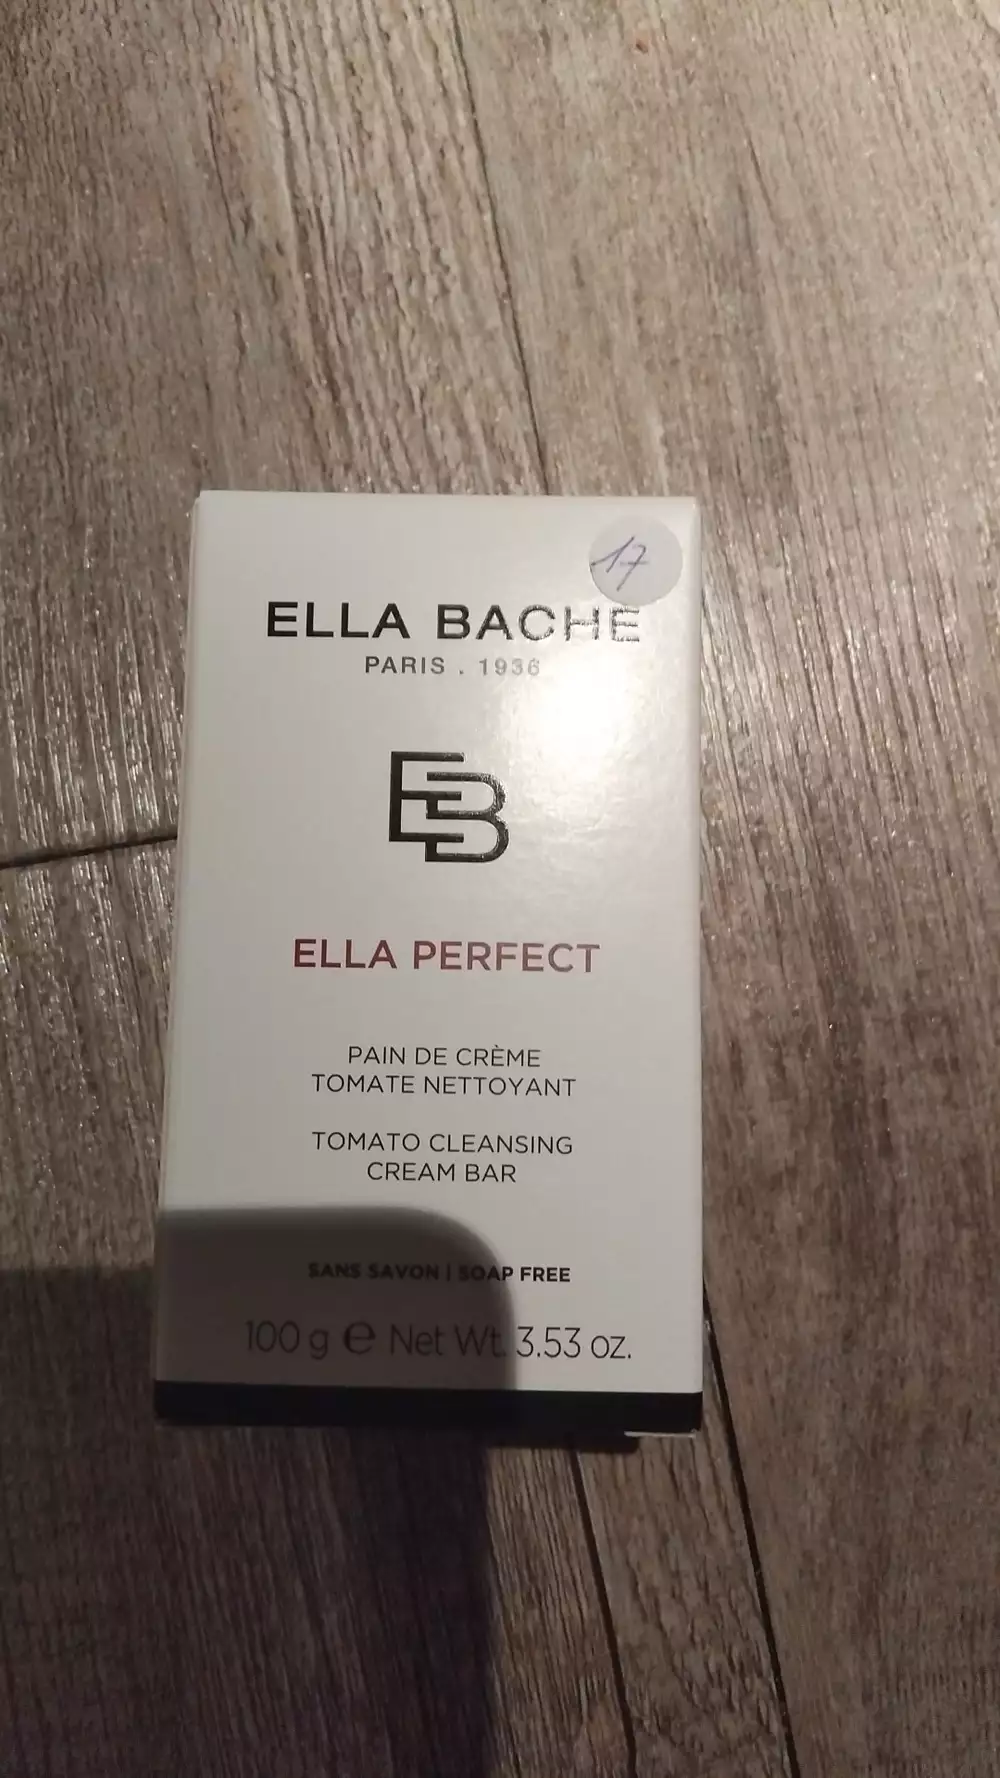 17
ELLA BACHE
PARIS . 1936
EB
ELLA PERFECT
PAIN DE CRÈME
TOMATE NETTOYANT
TOMATO CLEANSING
CREAM BAR
SANS SAVON | SOAP FREE
100 g ℮ Net Wt. 3.53 oz.